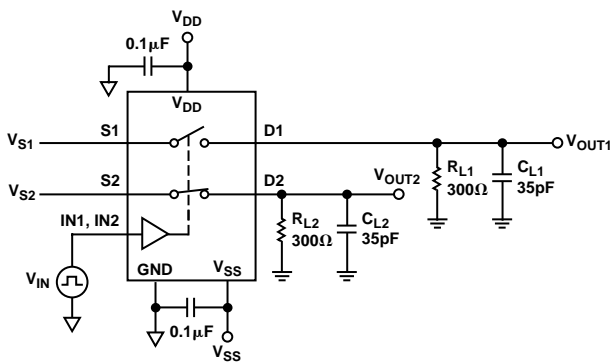 VDD
0.1µF
VDD
VS1
S1
D1
VOUT1
RL1
300Ω
CL1
35pF
VS2
S2
D2
VOUT2
RL2
300Ω
CL2
35pF
IN1, IN2
VIN
GND
VSS
0.1µF
VSS